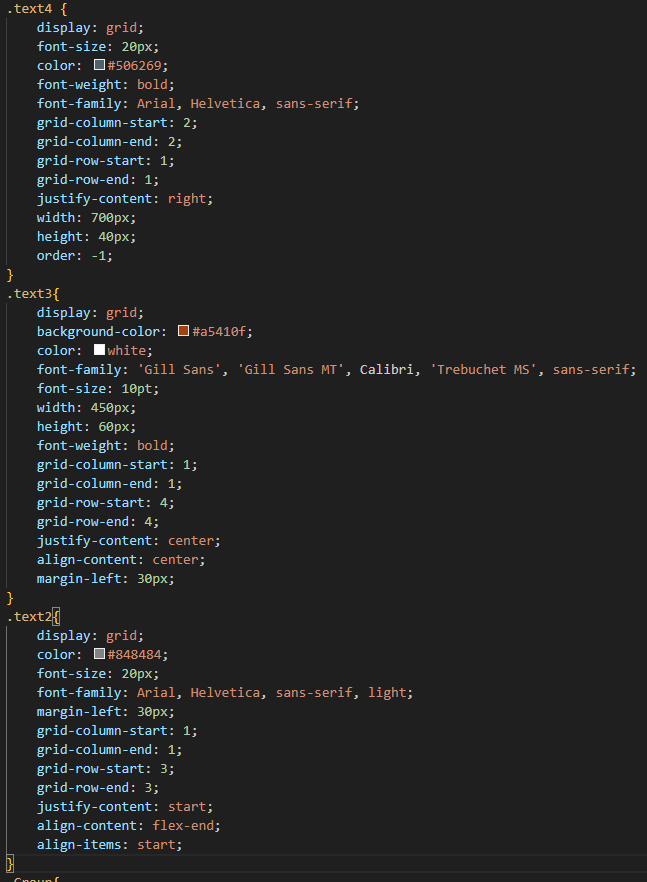 .text4 {
    display: grid;
    font-size: 20px;
    color: #506269;
    font-weight: bold;
    font-family: Arial, Helvetica, sans-serif;
    grid-column-start: 2;
    grid-column-end: 2;
    grid-row-start: 1;
    grid-row-end: 1;
    justify-content: right;
    width: 700px;
    height: 40px;
    order: -1;
}
.text3{
    display: grid;
    background-color: #a5410f;
    color: white;
    font-family: 'Gill Sans', 'Gill Sans MT', Calibri, 'Trebuchet MS', sans-serif;
    font-size: 10pt;
    width: 450px;
    height: 60px;
    font-weight: bold;
    grid-column-start: 1;
    grid-column-end: 1;
    grid-row-start: 4;
    grid-row-end: 4;
    justify-content: center;
    align-content: center;
    margin-left: 30px;
}
.text2{
    display: grid;
    color: #848484;
    font-size: 20px;
    font-family: Arial, Helvetica, sans-serif, light;
    margin-left: 30px;
    grid-column-start: 1;
    grid-column-end: 1;
    grid-row-start: 3;
    grid-row-end: 3;
    justify-content: start;
    align-content: flex-end;
    align-items: start;
}